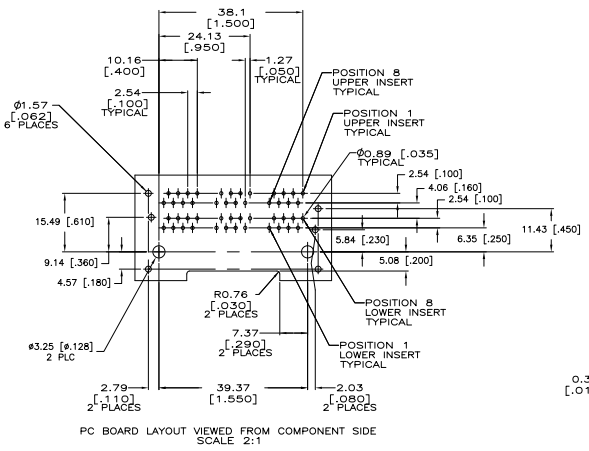 38.1
[1.500]
24.13
[.950]
10.16
[.400]
1.27
[.050]
TYPICAL
2.54
[.100]
TYPICAL
POSITION 8
UPPER INSERT
TYPICAL
ø1.57
[.062]
6 PLACES
POSITION 1
UPPER INSERT
TYPICAL
ø0.89 [.035]
TYPICAL
2.54 [.100]
4.06 [.160]
2.54 [.100]
15.49 [.610]
11.43 [.450]
5.84 [.230]
6.35 [.250]
9.14 [.360]
5.08 [.200]
4.57 [.180]
R0.76
[.030]
2 PLACES
POSITION 8
LOWER INSERT
TYPICAL
7.37
[.290]
2 PLACES
ø3.25 [ø.128]
2 PLC
POSITION 1
LOWER INSERT
TYPICAL
2.79
[.110]
2 PLACES
39.37
[1.550]
2.03
[.080]
2 PLACES
0.3
[.01
PC BOARD LAYOUT VIEWED FROM COMPONENT SIDE
SCALE 2:1